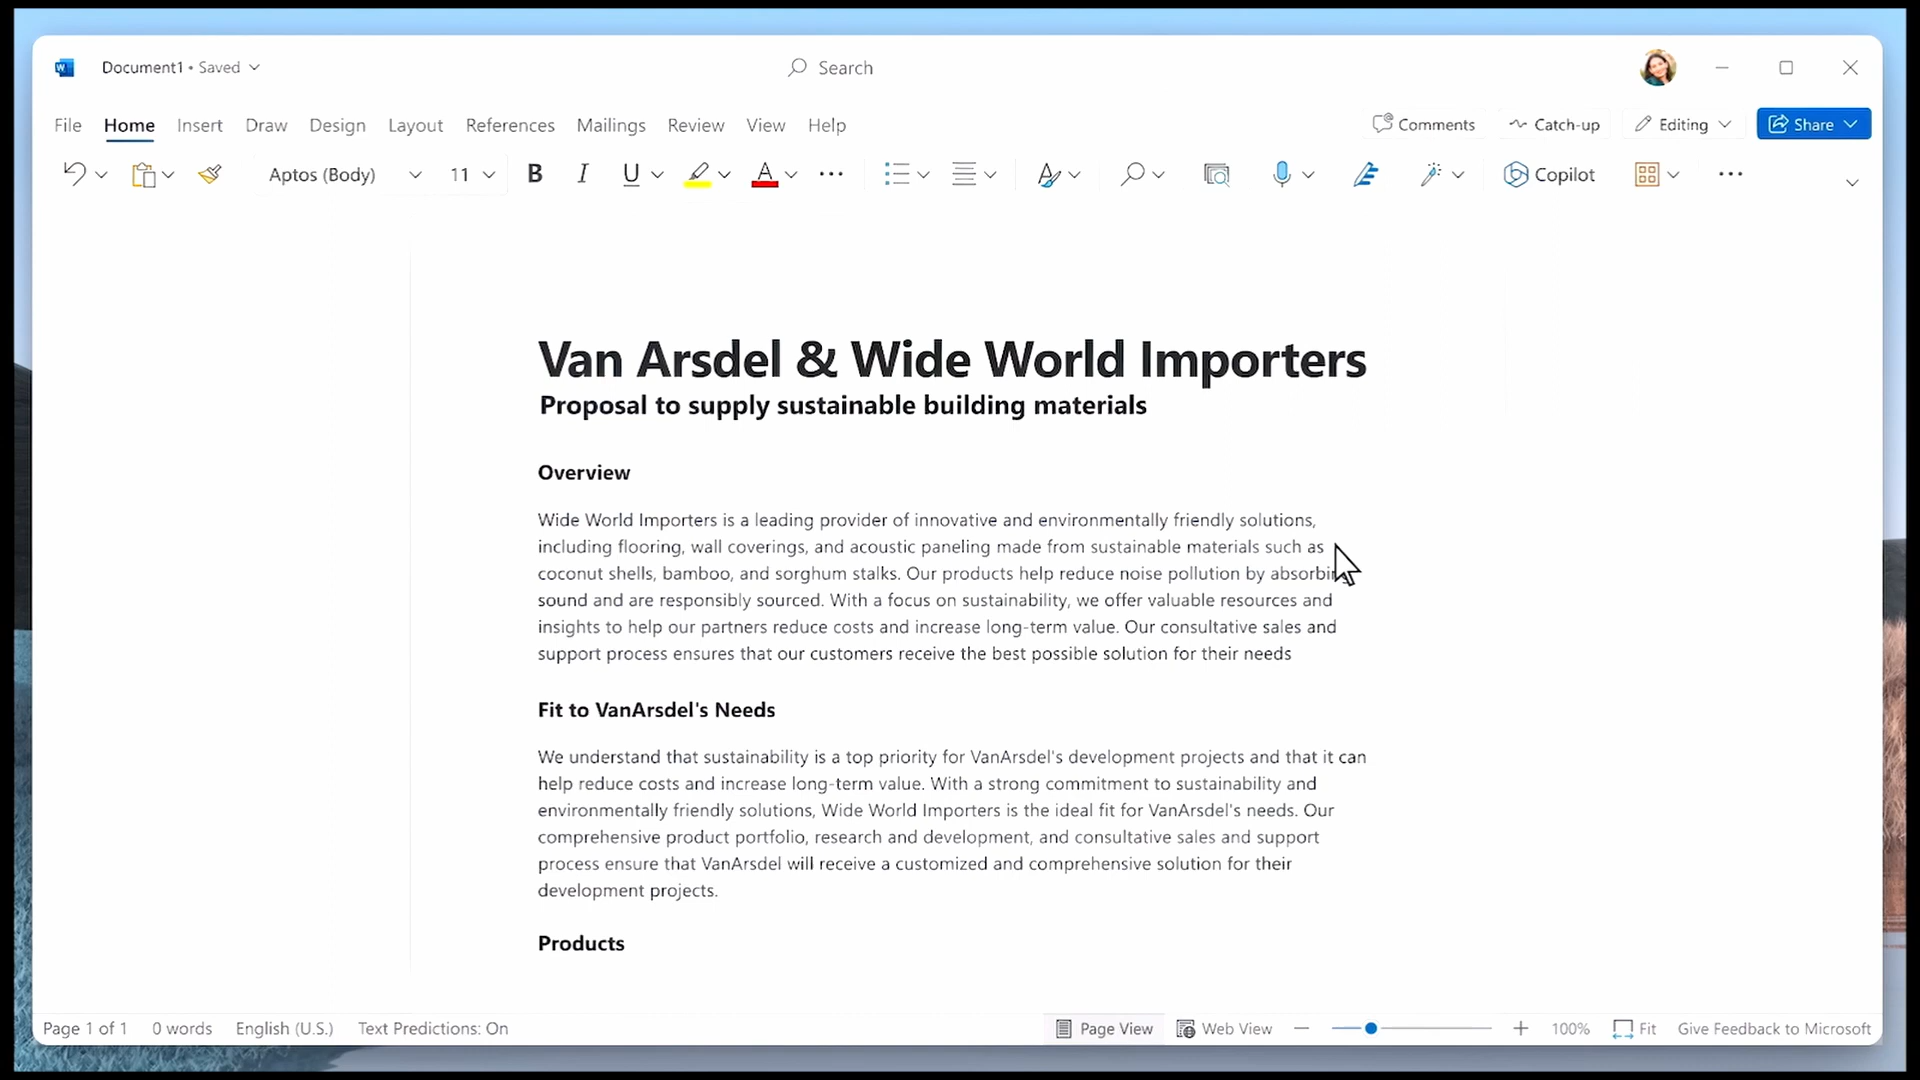 Document1 • Saved
Search
File Home Insert Draw Design Layout References Mailings Review View Help
Comments Catch-up Editing Share
Aptos (Body) 11 B I U A Copilot
Van Arsdel & Wide World Importers
Proposal to supply sustainable building materials
Overview
Wide World Importers is a leading provider of innovative and environmentally friendly solutions,
including flooring, wall coverings, and acoustic paneling made from sustainable materials such as
coconut shells, bamboo, and sorghum stalks. Our products help reduce noise pollution by absorbing
sound and are responsibly sourced. With a focus on sustainability, we offer valuable resources and
insights to help our partners reduce costs and increase long-term value. Our consultative sales and
support process ensures that our customers receive the best possible solution for their needs
Fit to VanArsdel's Needs
We understand that sustainability is a top priority for VanArsdel's development projects and that it can
help reduce costs and increase long-term value. With a strong commitment to sustainability and
environmentally friendly solutions, Wide World Importers is the ideal fit for VanArsdel's needs. Our
comprehensive product portfolio, research and development, and consultative sales and support
process ensure that VanArsdel will receive a customized and comprehensive solution for their
development projects.
Products
Page 1 of 1 0 words English (U.S.) Text Predictions: On Page View Web View 100% Fit Give Feedback to Microsoft